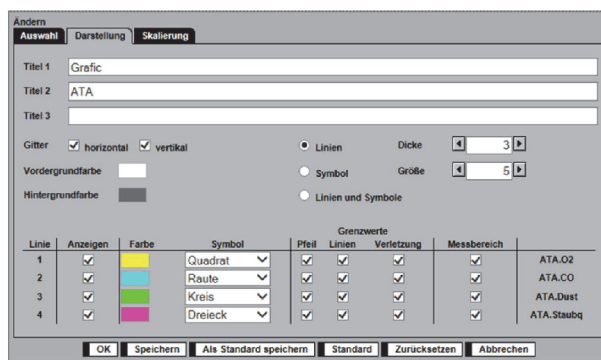 Ändern
Auswahl Darstellung Skalierung
Titel 1 Grafic
Titel 2 ATA
Titel 3
Gitter horizontal vertikal Linien Dicke 3
Vordergrundfarbe Symbol Größe 5
Hintergrundfarbe Linien und Symbole
Grenzwerte
Linie Anzeigen Farbe Symbol Pfeil Linien Verletzung Messbereich
1 Quadrat ATA.O2
2 Raute ATA.CO
3 Kreis ATA.Dust
4 Dreieck ATA.Staubq
OK Speichern Als Standard speichern Standard Zurücksetzen Abbrechen